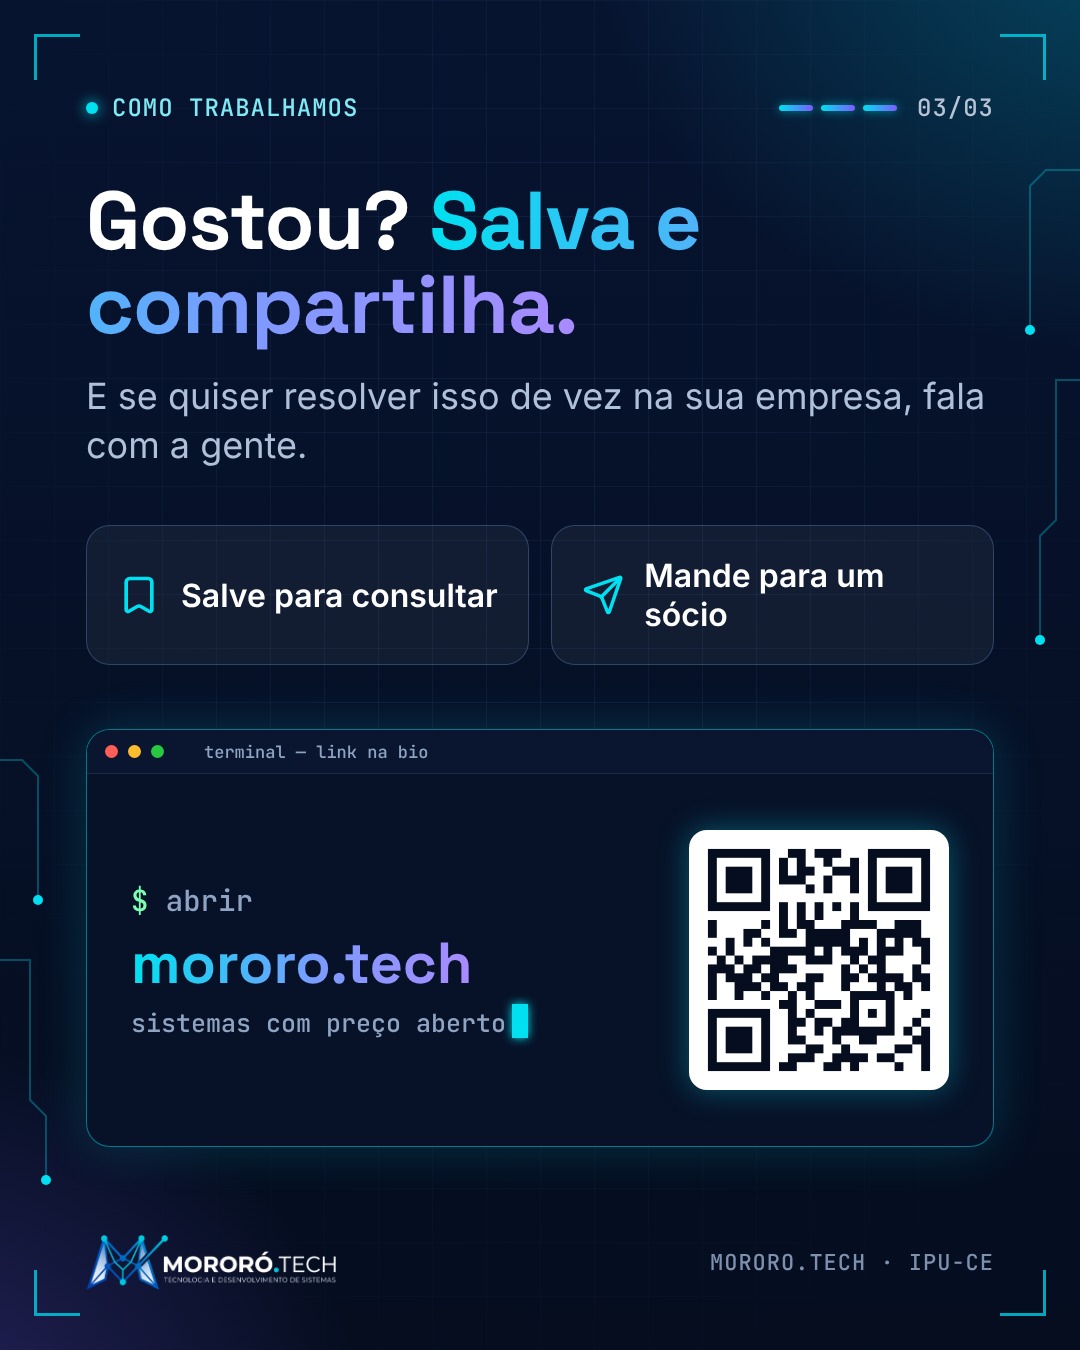 COMO TRABALHAMOS
03/03
Gostou? Salva e
compartilha.
E se quiser resolver isso de vez na sua empresa, fala
com a gente.
Salve para consultar
Mande para um
sócio
terminal — link na bio
$ abrir
mororo.tech
sistemas com preço aberto
MORORÓ.TECH
TECNOLOGIA E DESENVOLVIMENTO DE SISTEMAS
MORORO.TECH · IPU-CE